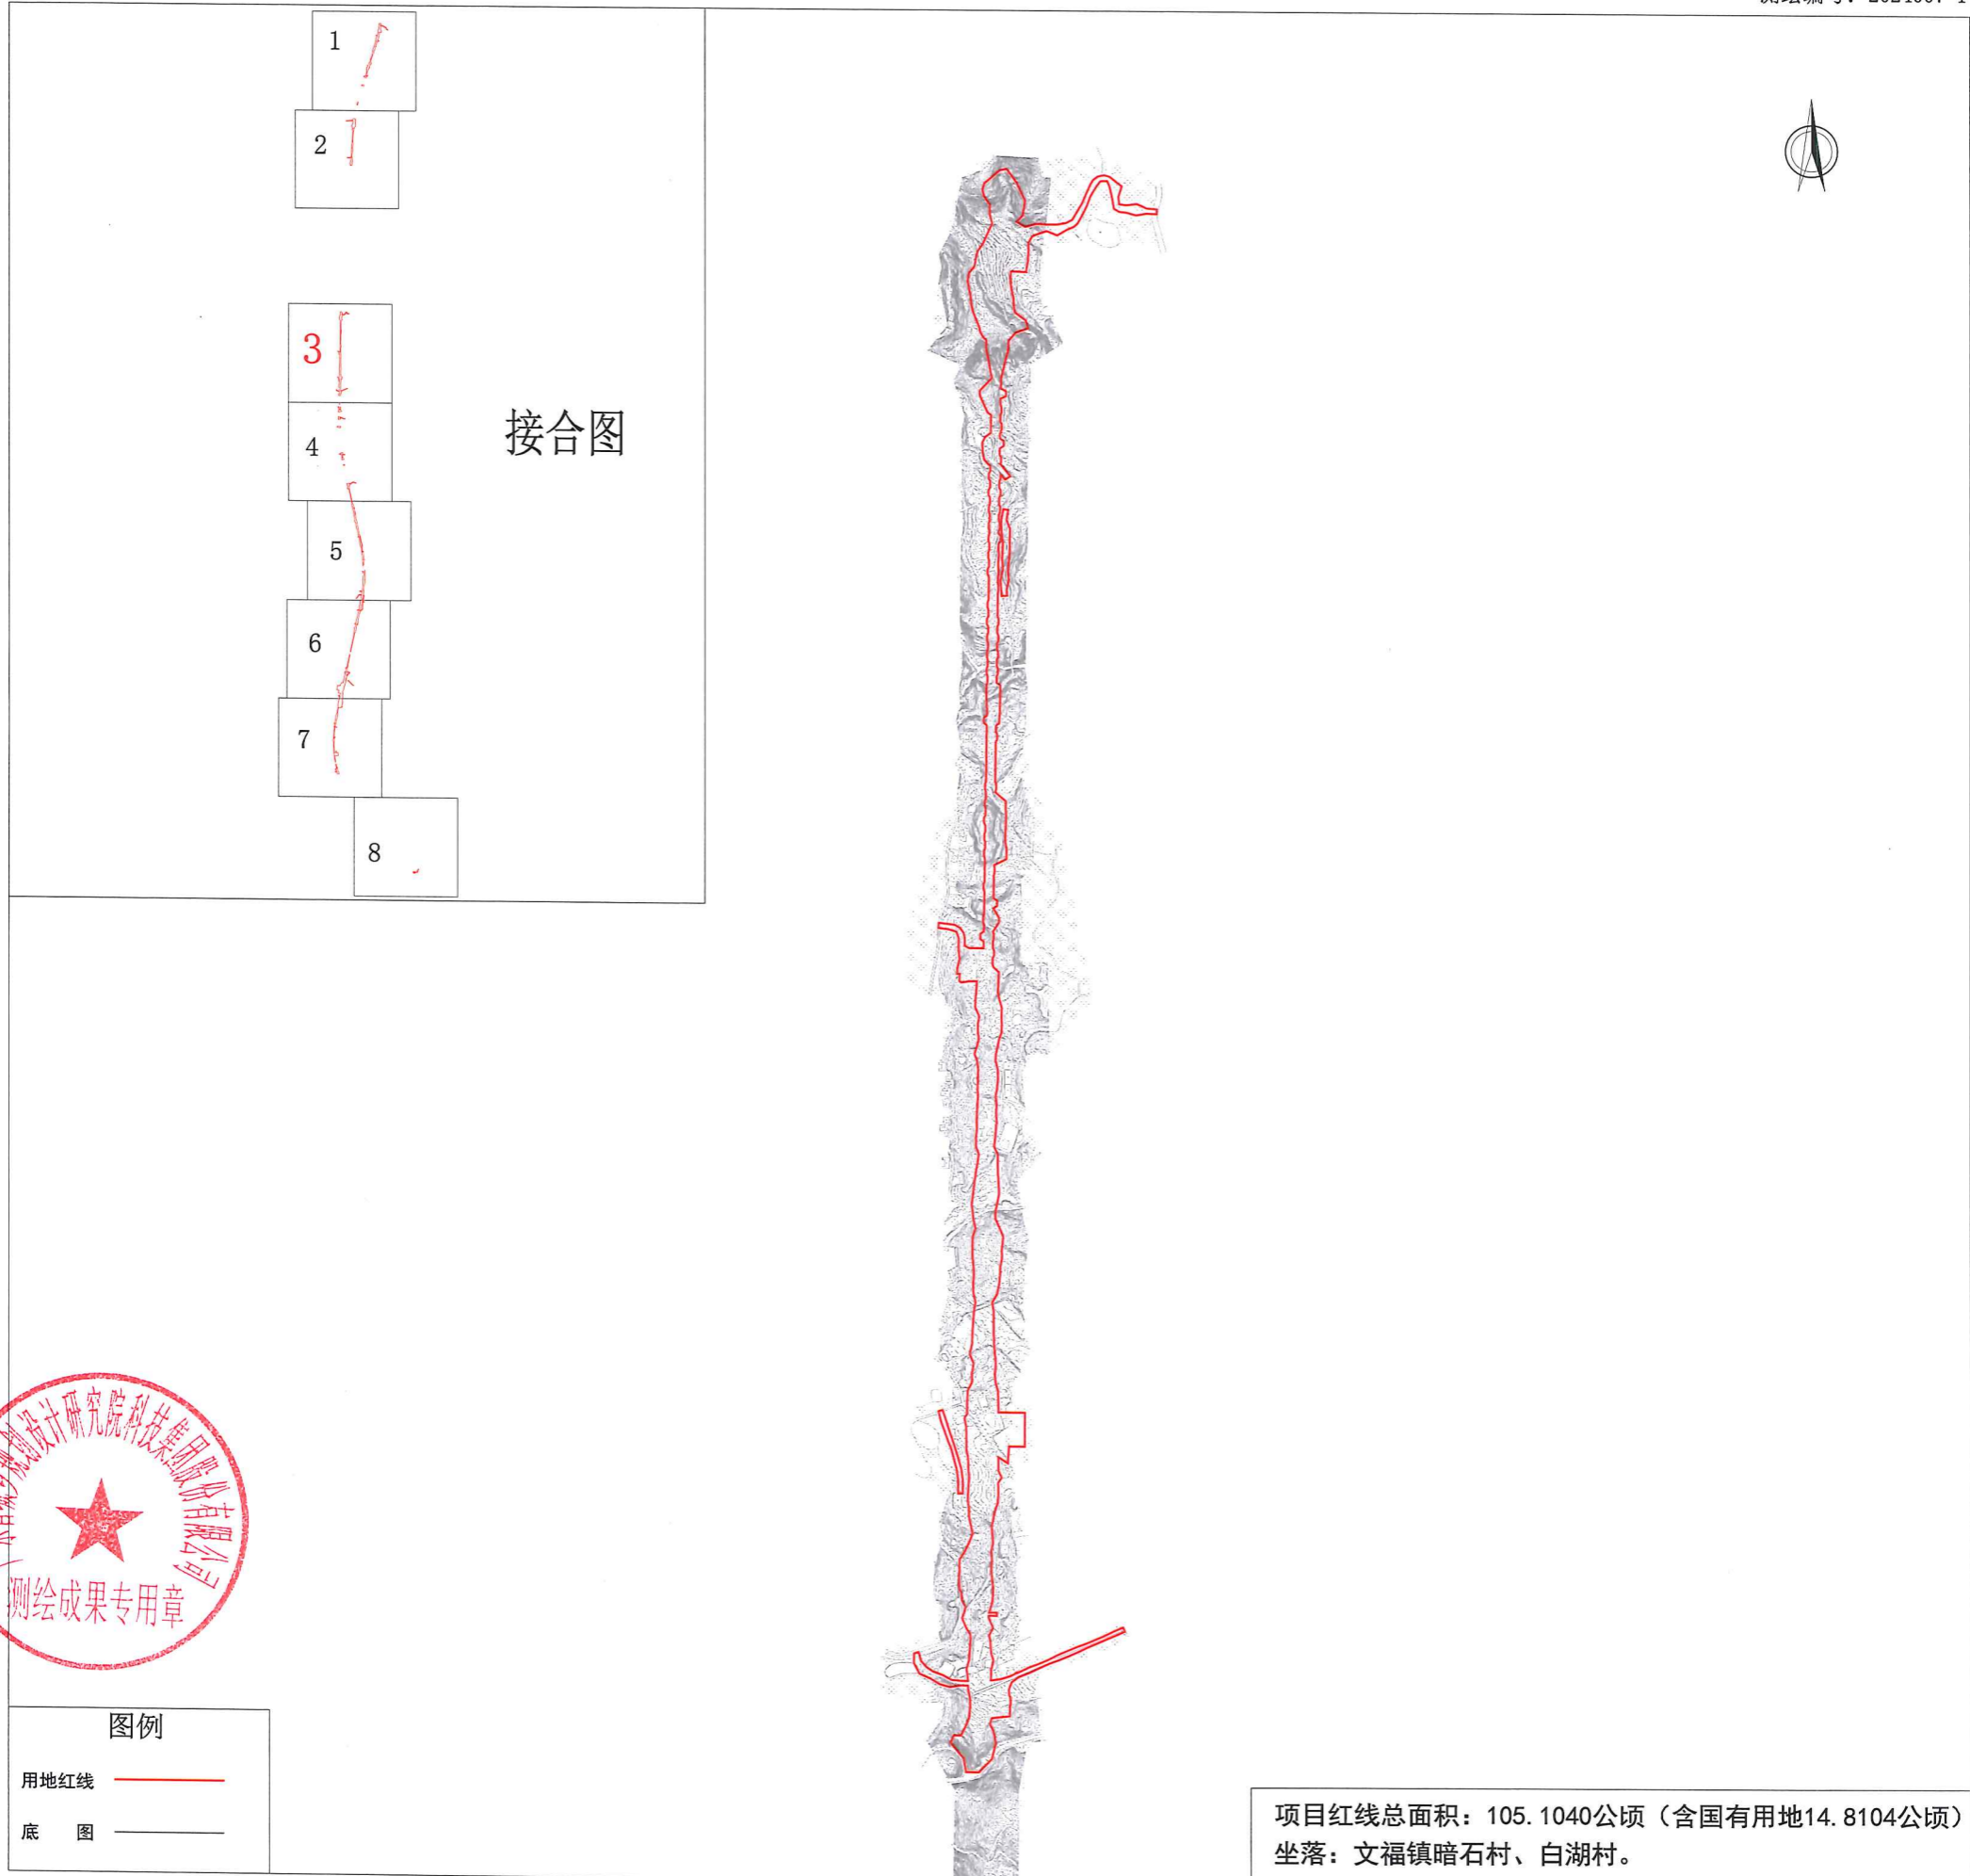 1
2
3
4
5
6
7
8
接合图
规划设计研究院科技集团股份有限公司
测绘成果专用章
图例
用地红线
底 图
项目红线总面积：105.1040公顷（含国有用地14.8104公顷）
坐落：文福镇暗石村、白湖村。